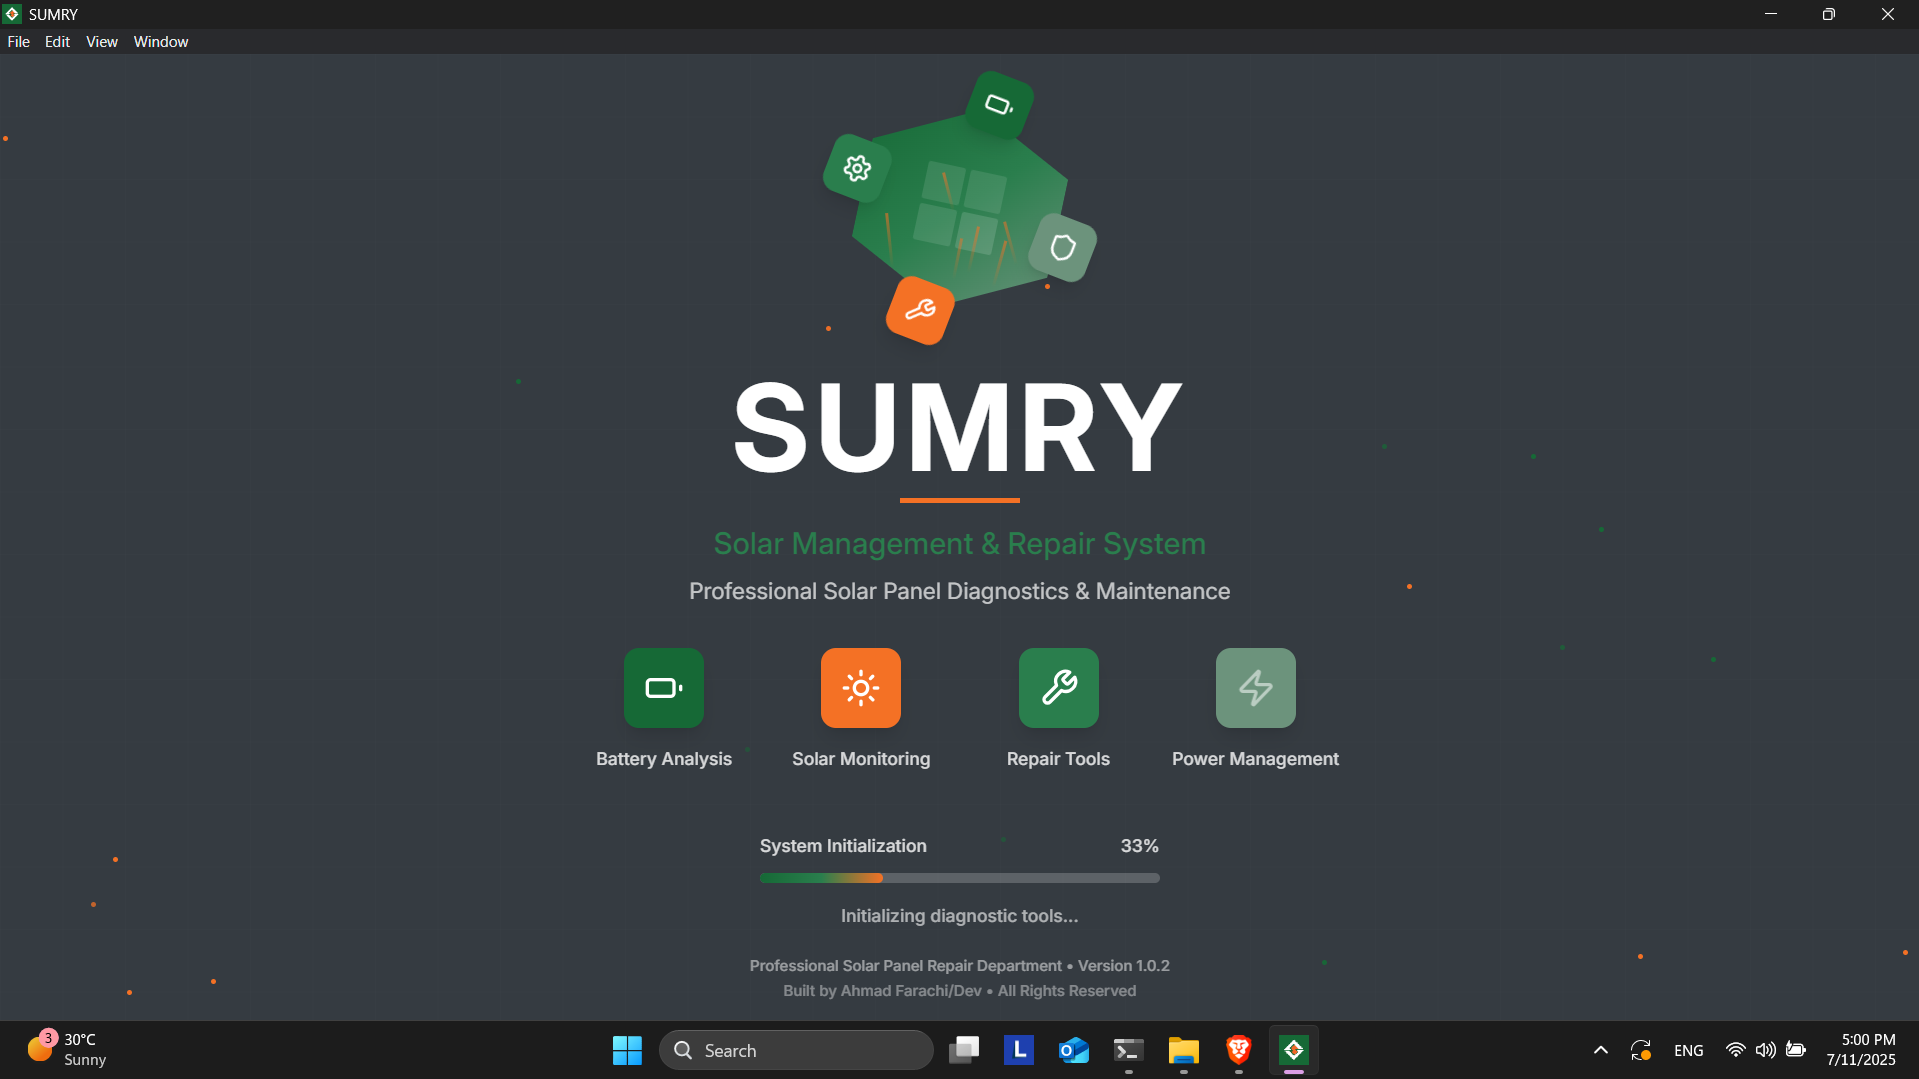 SUMRY
File Edit View Window
SUMRY
Solar Management & Repair System
Professional Solar Panel Diagnostics & Maintenance
Battery Analysis Solar Monitoring Repair Tools Power Management
System Initialization 33%
Initializing diagnostic tools...
Professional Solar Panel Repair Department • Version 1.0.2
Built by Ahmad Farachi/Dev • All Rights Reserved
3 30°C
Sunny
Search
L
ENG
5:00 PM
7/11/2025